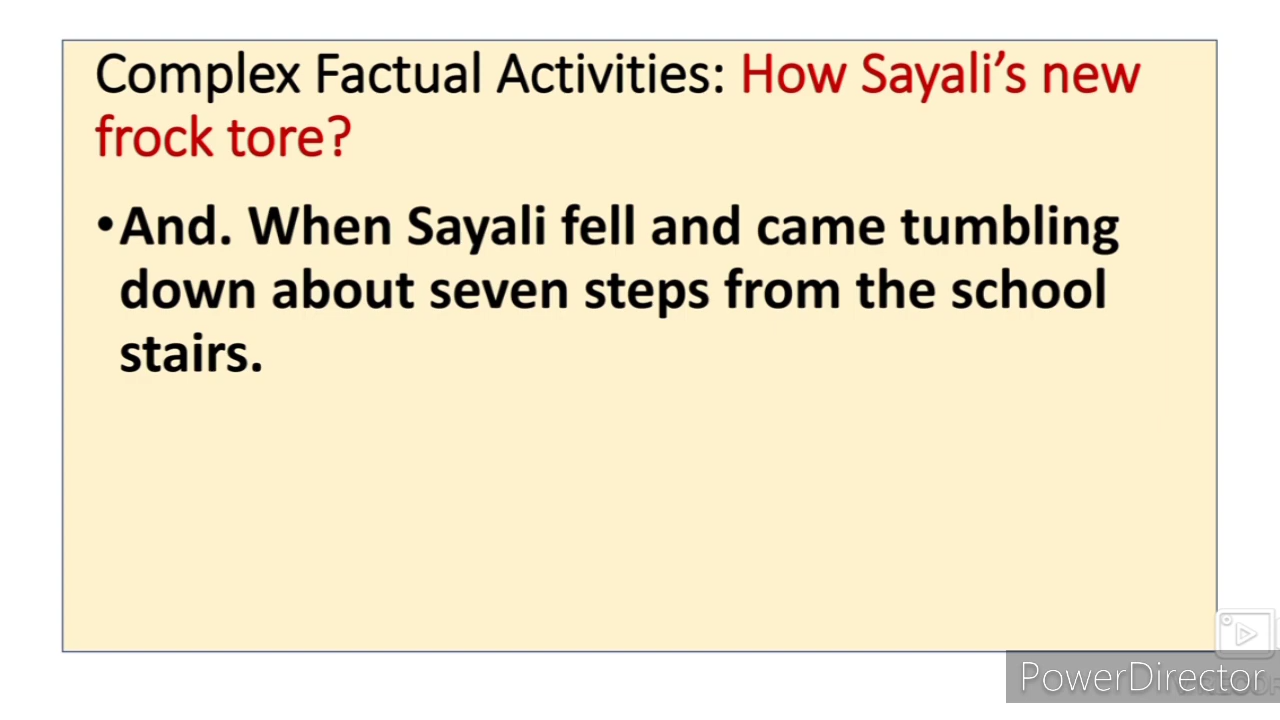 Complex Factual Activities: How Sayali's new
frock tore?
•And. When Sayali fell and came tumbling
down about seven steps from the school
stairs.
PowerDirector